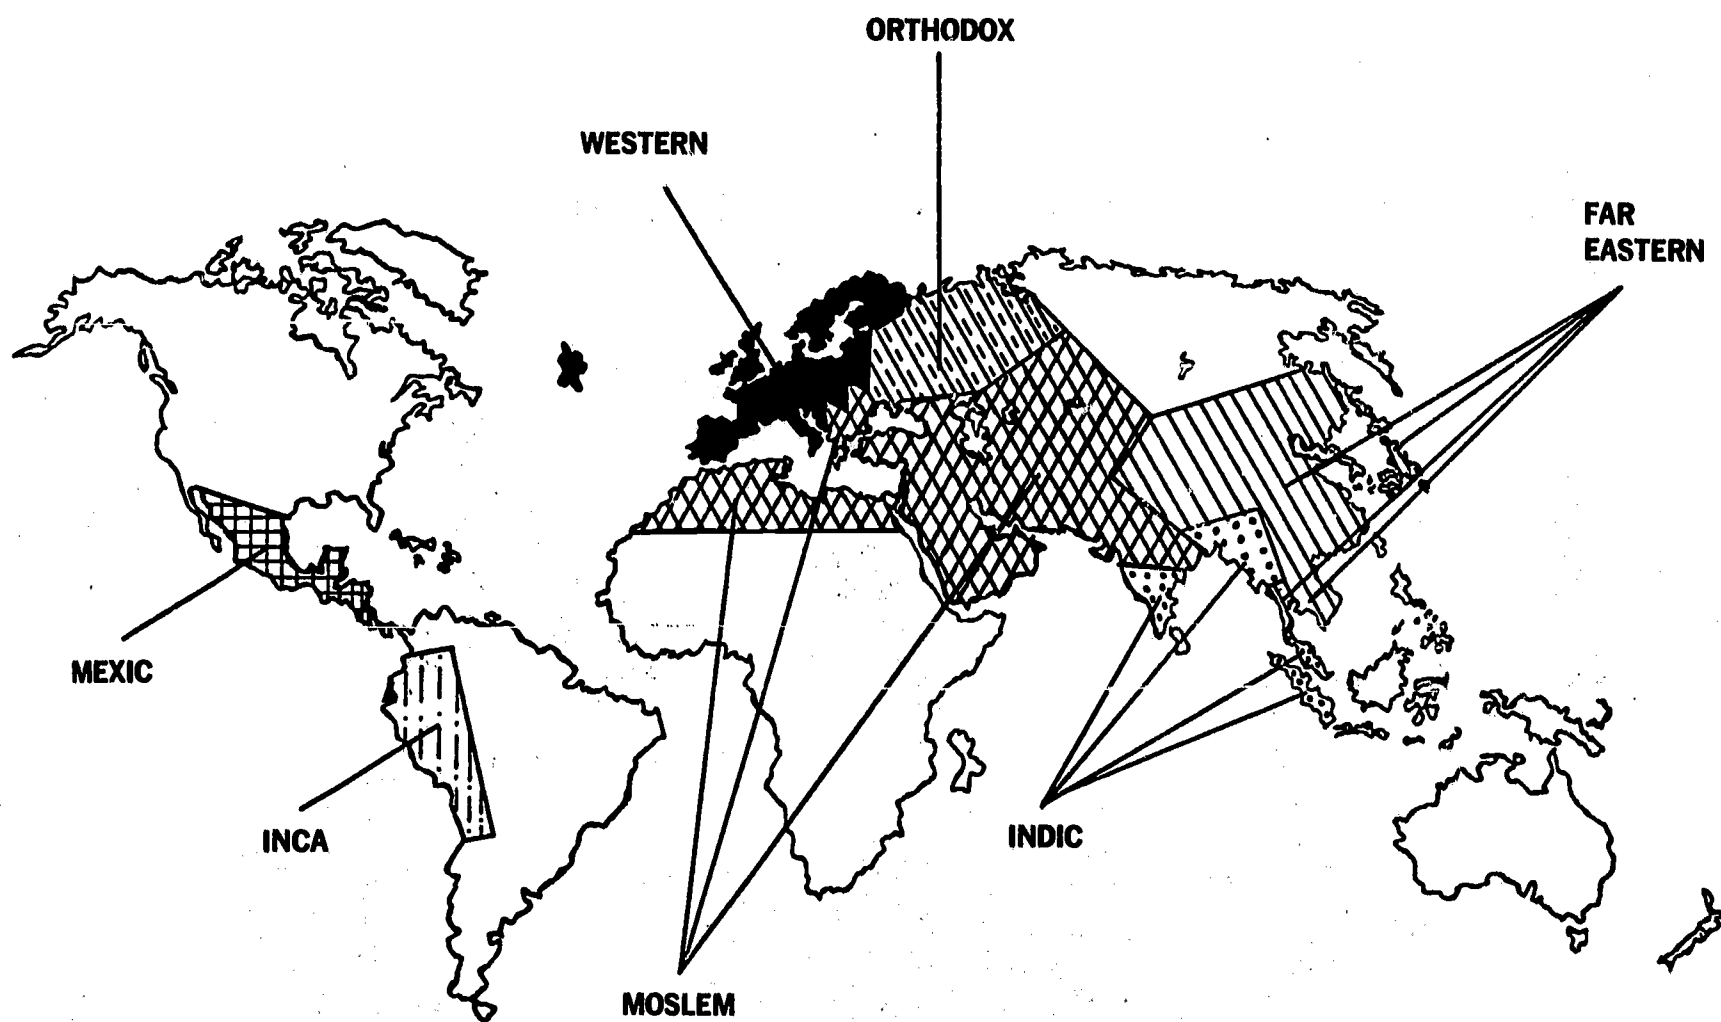 ORTHODOX
WESTERN
FAR
EASTERN
MEXIC
INCA
INDIC
MOSLEM